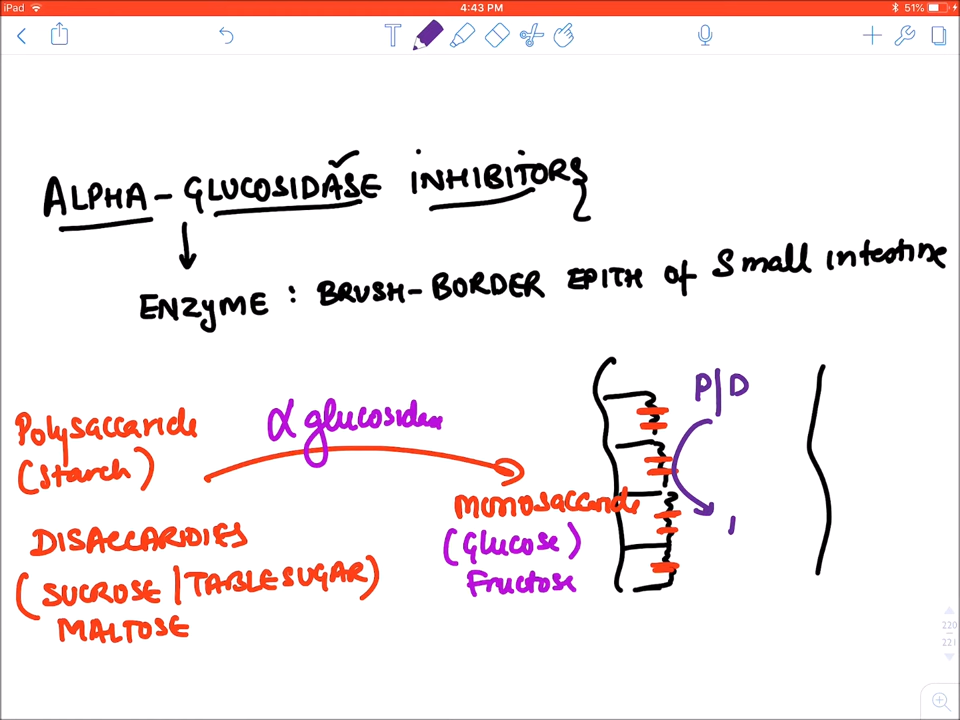 iPad
4:43 PM
51%
T
ALPHA - GLUCOSIDASE INHIBITORS
ENZYME : BRUSH-BORDER EPITH of Small intestine
P|D
Polysaccaride
(Starch)
α glucosidase
Monosaccaride
(Glucose)
Fructose
DISACCARIDIES
(SUCROSE | TABLESUGAR)
MALTOSE
220
221